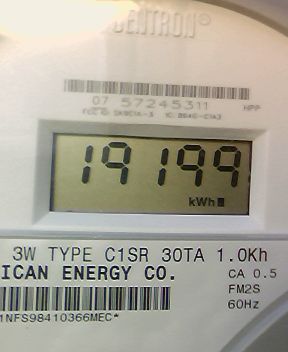 CENTRON®
07 57245311 HPP
19199
kWh
3W TYPE C1SR 30TA 1.0Kh
ICAN ENERGY CO. CA 0.5
FM2S
60Hz
1NFS98410366MEC*